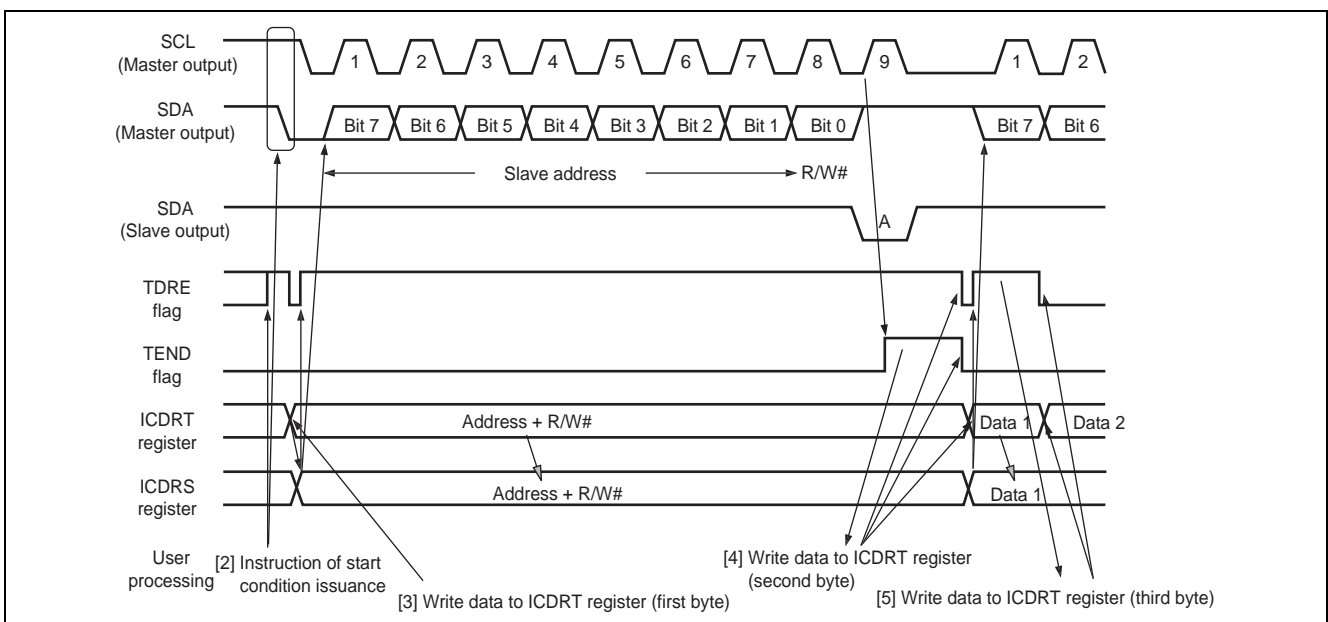 SCL
(Master output)
1 2 3 4 5 6 7 8 9 1 2
SDA
(Master output)
Bit 7 Bit 6 Bit 5 Bit 4 Bit 3 Bit 2 Bit 1 Bit 0 Bit 7 Bit 6
Slave address R/W#
SDA
(Slave output)
A
TDRE
flag
TEND
flag
ICDRT
register
Address + R/W# Data 1 Data 2
ICDRS
register
Address + R/W# Data 1
User
processing
[2] Instruction of start
condition issuance
[3] Write data to ICDRT register (first byte)
[4] Write data to ICDRT register
(second byte)
[5] Write data to ICDRT register (third byte)